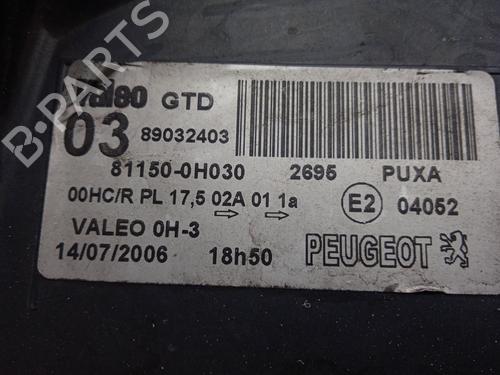 B-PARTS
Valeo GTD
03 89032403
81150-0H030 2695 PUXA
00HC/R PL 17,5 02A 01 1a E2 04052
VALEO 0H-3
14/07/2006 18h50 PEUGEOT